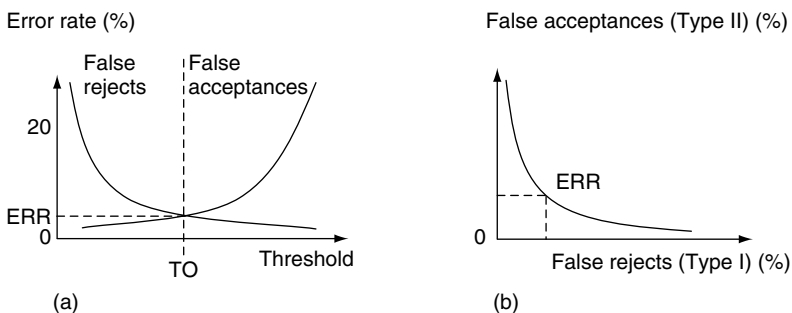 Error rate (%)
False rejects
False acceptances
20
ERR
0
TO
Threshold
(a)
False acceptances (Type II) (%)
ERR
0
False rejects (Type I) (%)
(b)